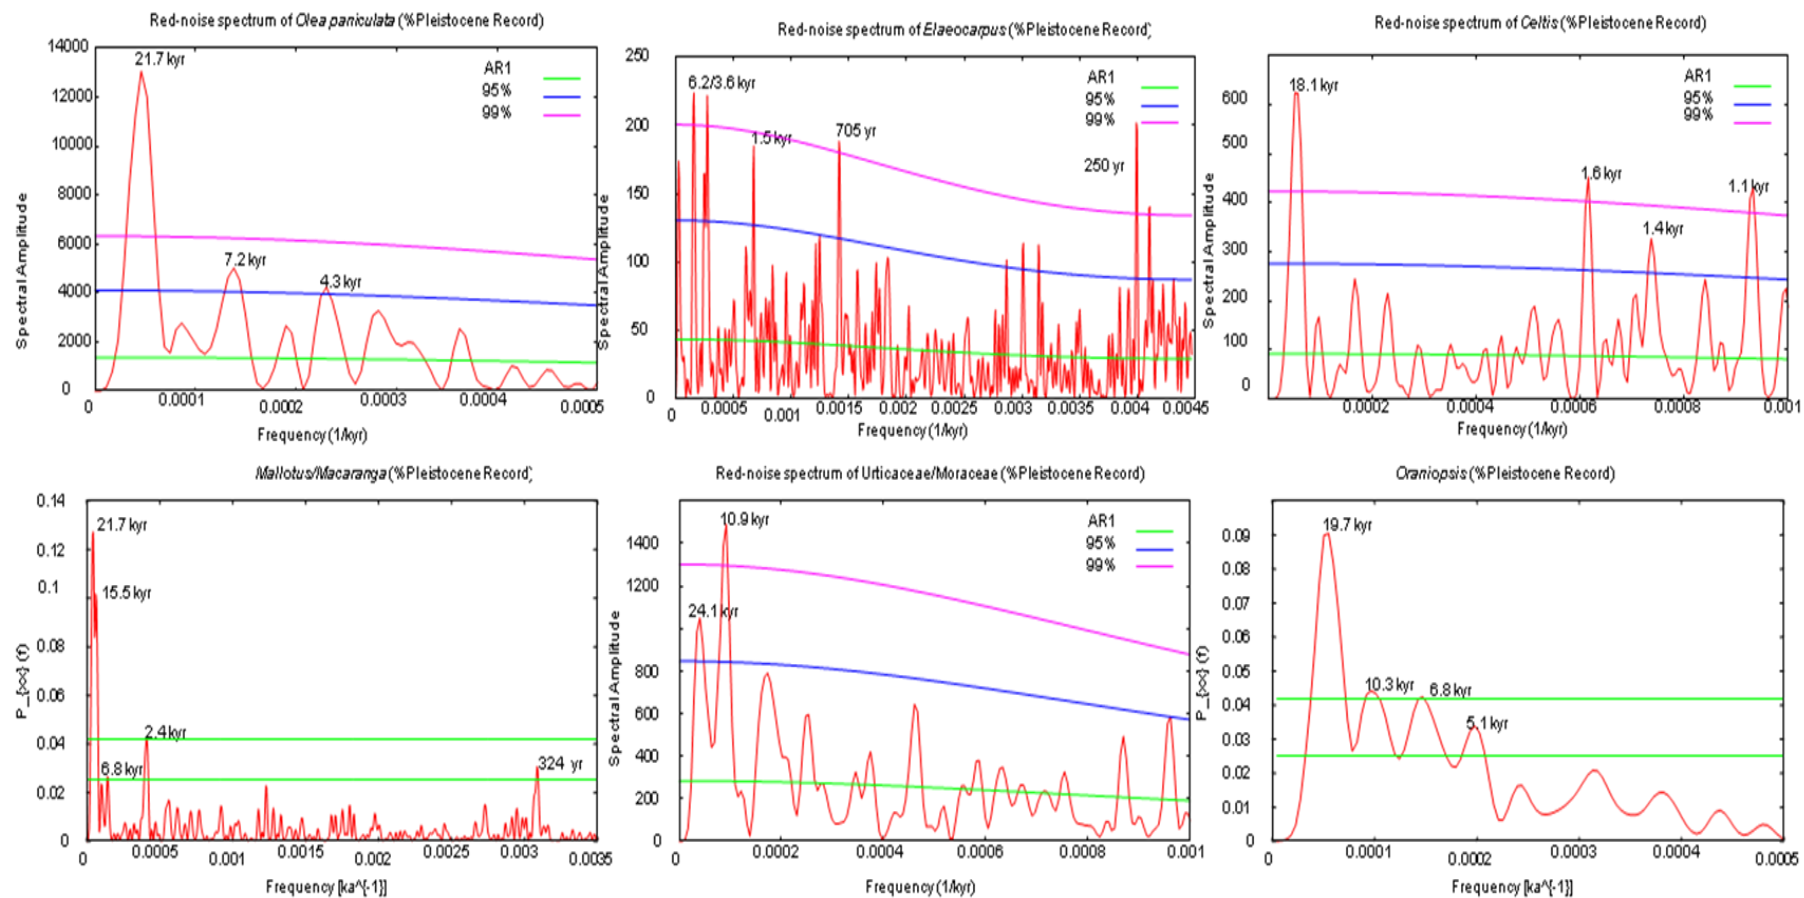 Red-noise spectrum of Olea paniculata (%Pleistocene Record)
14000
12000
10000
8000
6000
4000
2000
0
Spectral Amplitude
21.7 kyr
7.2 kyr
4.3 kyr
AR1
95%
99%
0 0.0001 0.0002 0.0003 0.0004 0.0005
Frequency (1/kyr)
Red-noise spectrum of Elaeocarpus (%Pleistocene Record)
250
200
150
100
50
0
Spectral Amplitude
6.2/3.6 kyr
1.5 kyr
705 yr
250 yr
AR1
95%
99%
0 0.0005 0.001 0.0015 0.002 0.0025 0.003 0.0035 0.004 0.0045
Frequency (1/kyr)
Red-noise spectrum of Celtis (%Pleistocene Record)
600
500
400
300
200
100
0
Spectral Amplitude
18.1 kyr
1.6 kyr
1.4 kyr
1.1 kyr
AR1
95%
99%
0.0002 0.0004 0.0006 0.0008 0.001
Frequency (1/kyr)
Mallotus/Macaranga (%Pleistocene Record)
0.14
0.12
0.1
0.08
0.06
0.04
0.02
0
P_{xx} (f)
21.7 kyr
15.5 kyr
6.8 kyr
2.4 kyr
324 yr
0 0.0005 0.001 0.0015 0.002 0.0025 0.003 0.0035
Frequency [ka^{-1}]
Red-noise spectrum of Urticaceae/Moraceae (%Pleistocene Record)
1400
1200
800
600
400
200
0
Spectral Amplitude
24.1 kyr
10.9 kyr
AR1
95%
99%
0 0.0002 0.0004 0.0006 0.0008 0.001
Frequency (1/kyr)
Oraniopsis (%Pleistocene Record)
0.09
0.08
0.07
0.06
0.05
0.04
0.03
0.02
0.01
0
P_{xx} (f)
19.7 kyr
10.3 kyr
6.8 kyr
5.1 kyr
0 0.0001 0.0002 0.0003 0.0004 0.0005
Frequency [ka^{-1}]